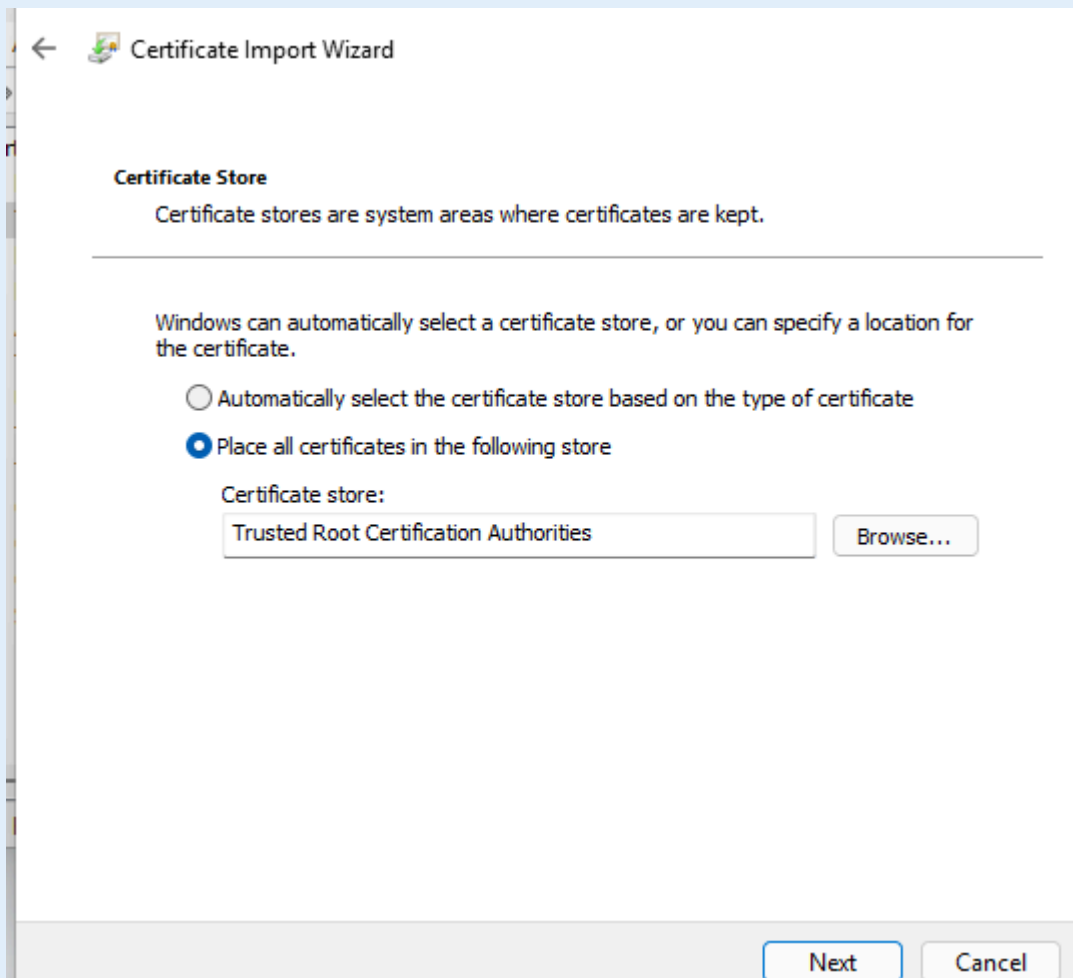 Certificate Import Wizard
Certificate Store
Certificate stores are system areas where certificates are kept.
Windows can automatically select a certificate store, or you can specify a location for
the certificate.
Automatically select the certificate store based on the type of certificate
Place all certificates in the following store
Certificate store:
Trusted Root Certification Authorities
Browse...
Next
Cancel